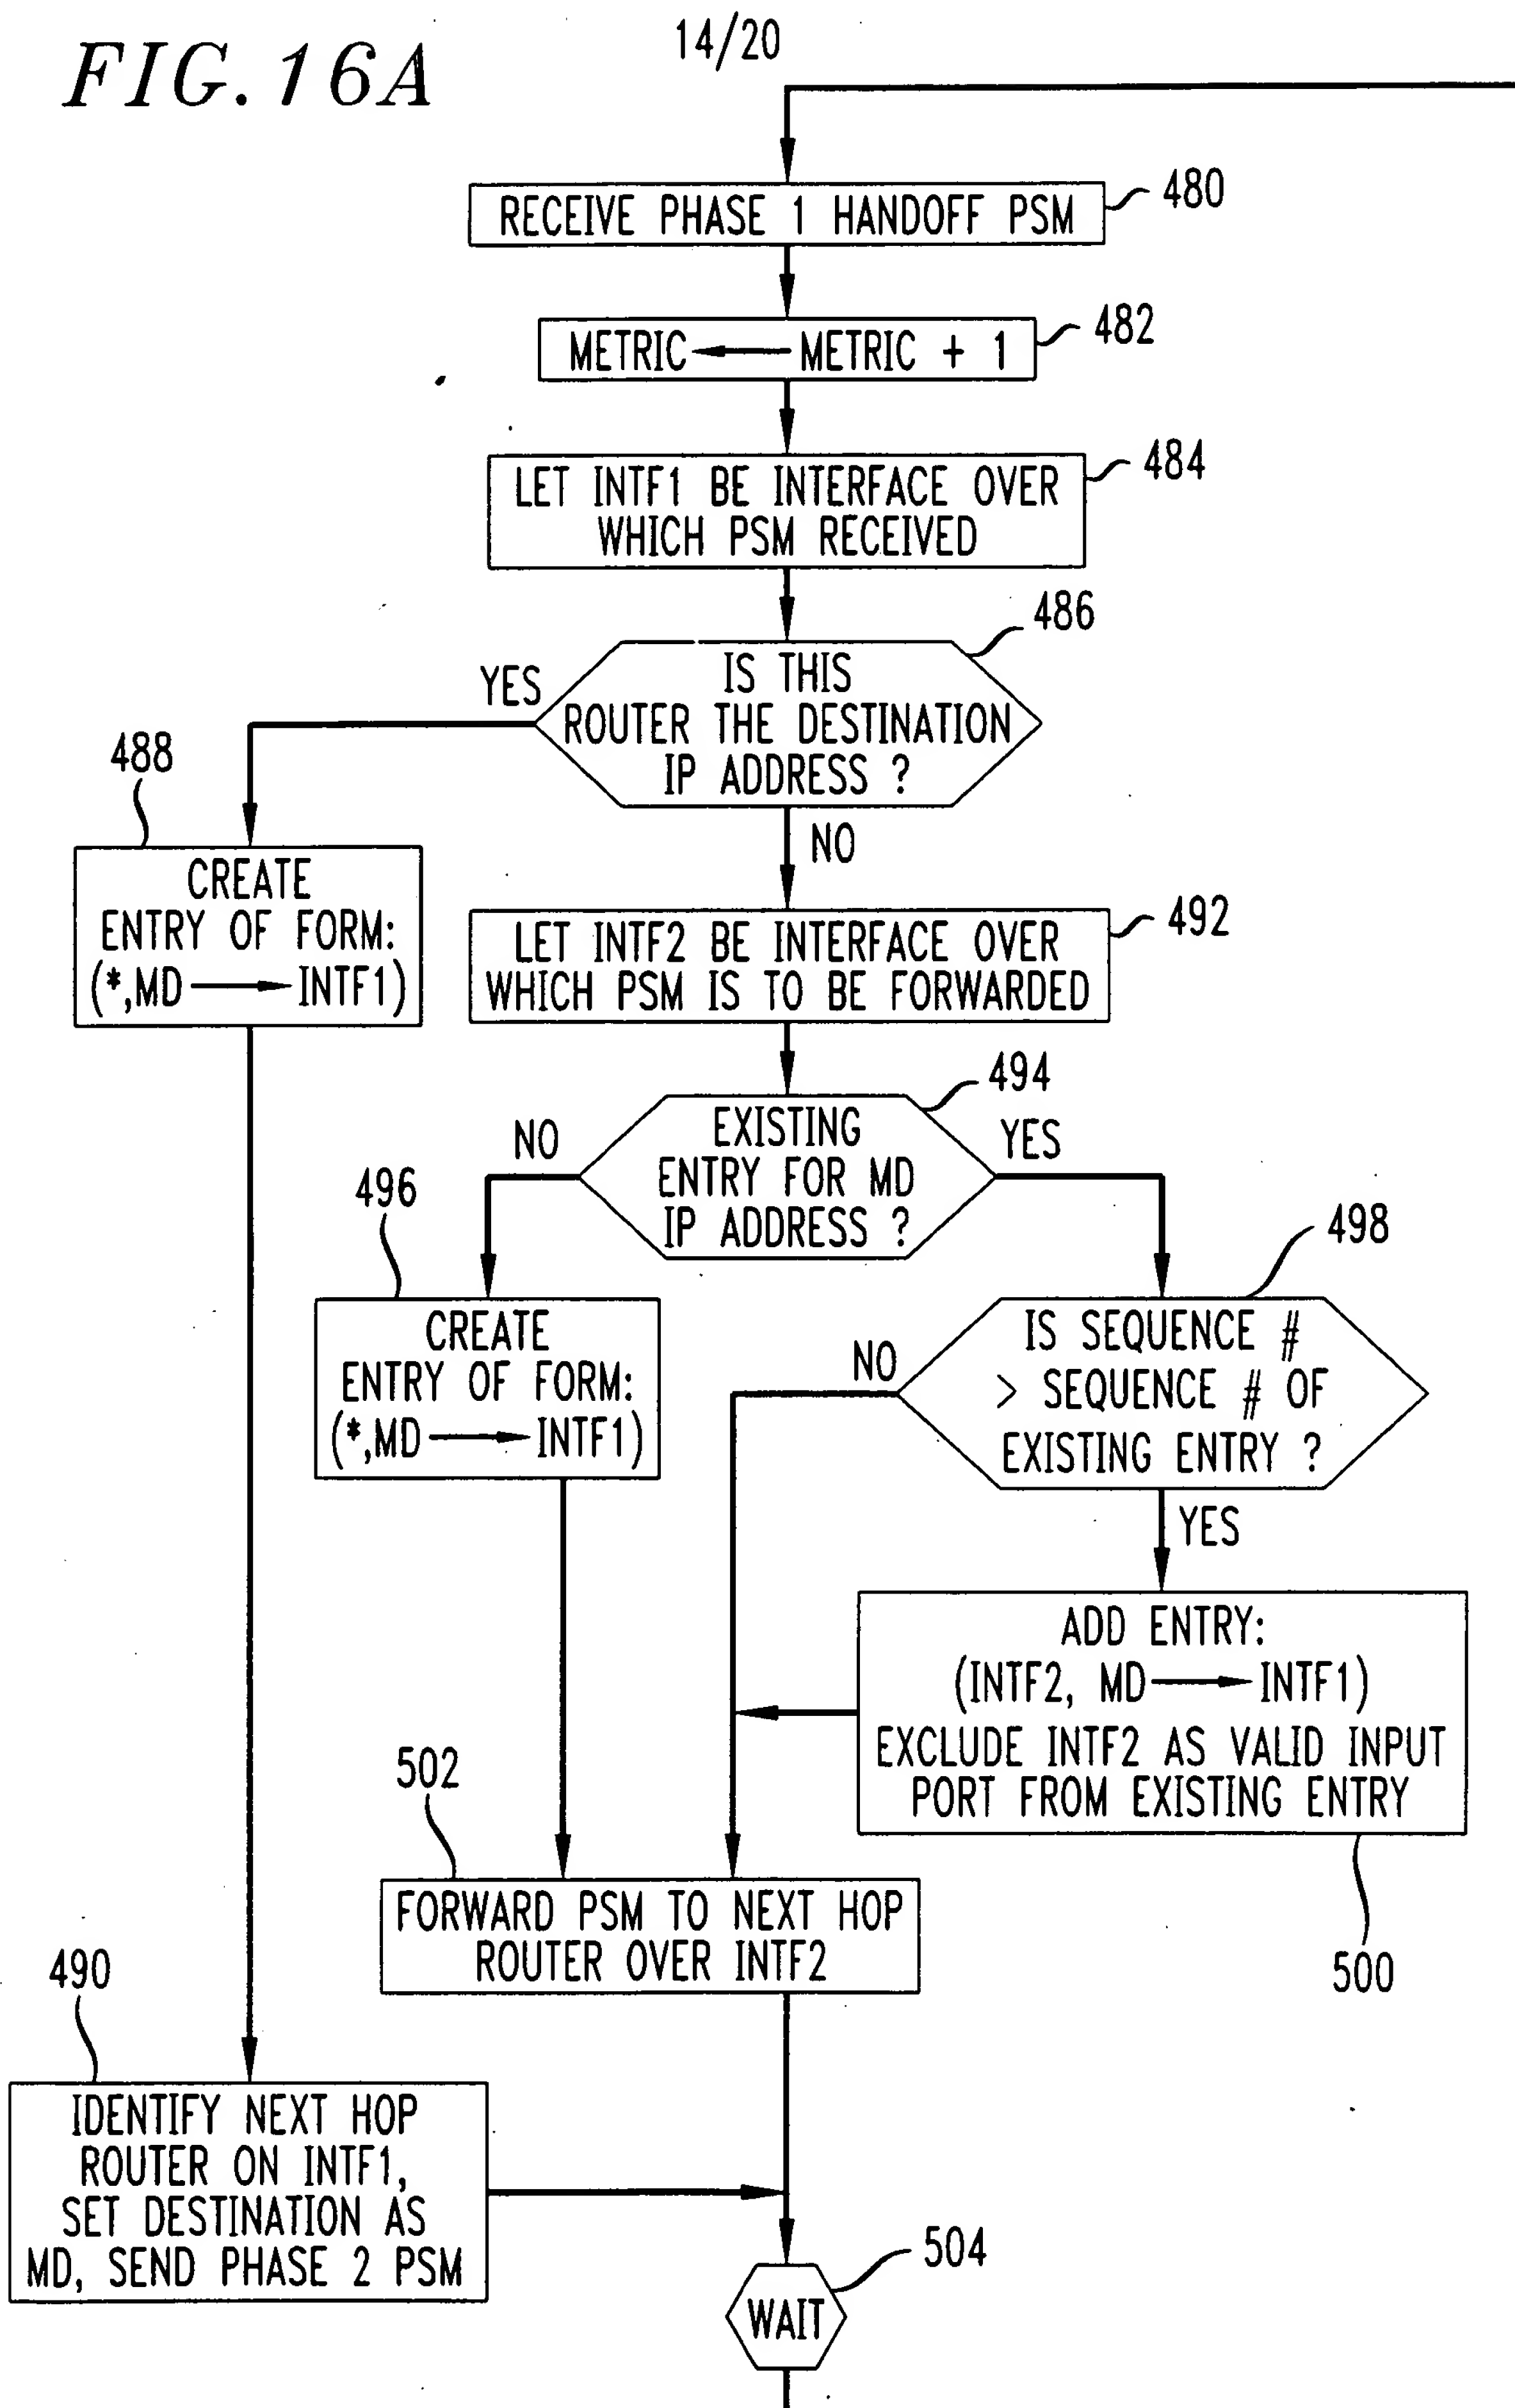 FIG.16A
14/20
RECEIVE PHASE 1 HANDOFF PSM
480
METRIC ← METRIC + 1
482
LET INTF1 BE INTERFACE OVER
WHICH PSM RECEIVED
484
IS THIS
ROUTER THE DESTINATION
IP ADDRESS ?
486
YES
NO
488
CREATE
ENTRY OF FORM:
(*,MD → INTF1)
LET INTF2 BE INTERFACE OVER
WHICH PSM IS TO BE FORWARDED
492
EXISTING
ENTRY FOR MD
IP ADDRESS ?
494
NO
YES
496
CREATE
ENTRY OF FORM:
(*,MD → INTF1)
498
IS SEQUENCE #
> SEQUENCE # OF
EXISTING ENTRY ?
NO
YES
ADD ENTRY:
(INTF2, MD → INTF1)
EXCLUDE INTF2 AS VALID INPUT
PORT FROM EXISTING ENTRY
500
502
FORWARD PSM TO NEXT HOP
ROUTER OVER INTF2
490
IDENTIFY NEXT HOP
ROUTER ON INTF1,
SET DESTINATION AS
MD, SEND PHASE 2 PSM
504
WAIT